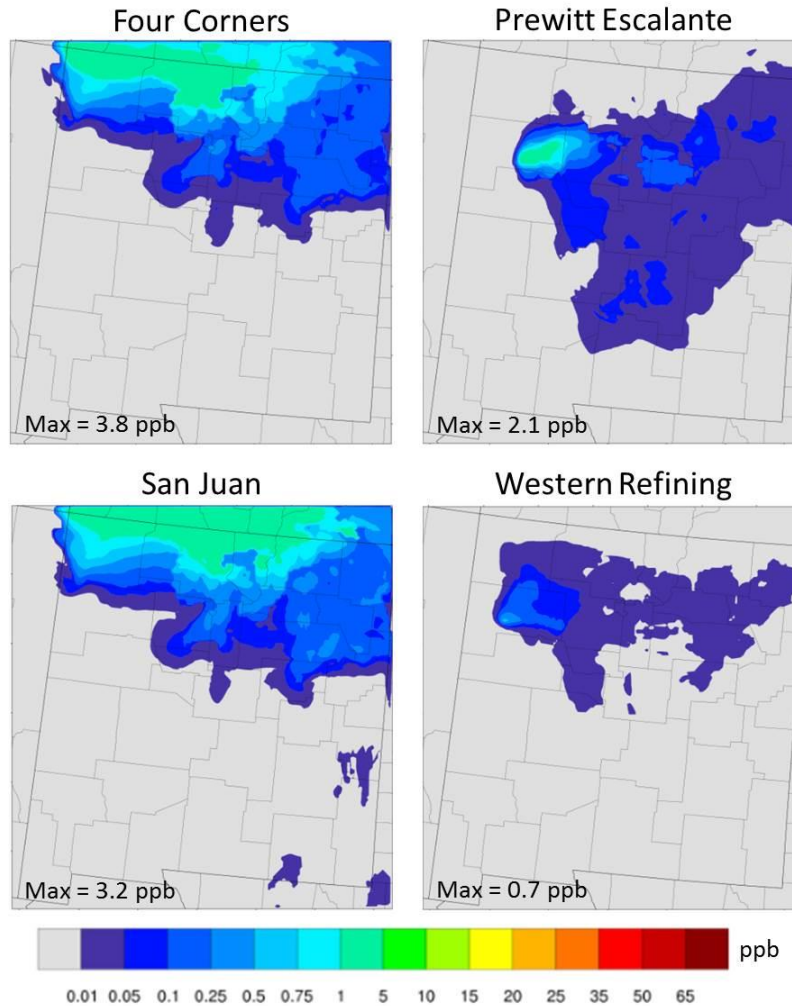 Four Corners
Prewitt Escalante
Max = 3.8 ppb
Max = 2.1 ppb
San Juan
Western Refining
Max = 3.2 ppb
Max = 0.7 ppb
ppb
0.01 0.05 0.1 0.25 0.5 0.75 1 5 10 15 20 25 35 50 65